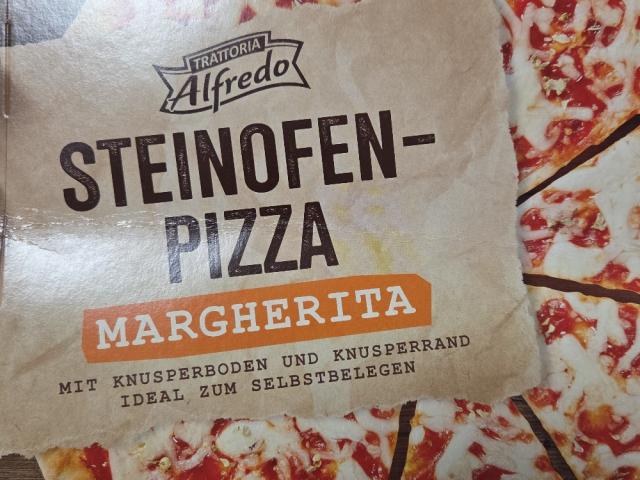 TRATTORIA
Alfredo
STEINOFEN-
PIZZA
MARGHERITA
MIT KNUSPERBODEN UND KNUSPERRAND
IDEAL ZUM SELBSTBELEGEN